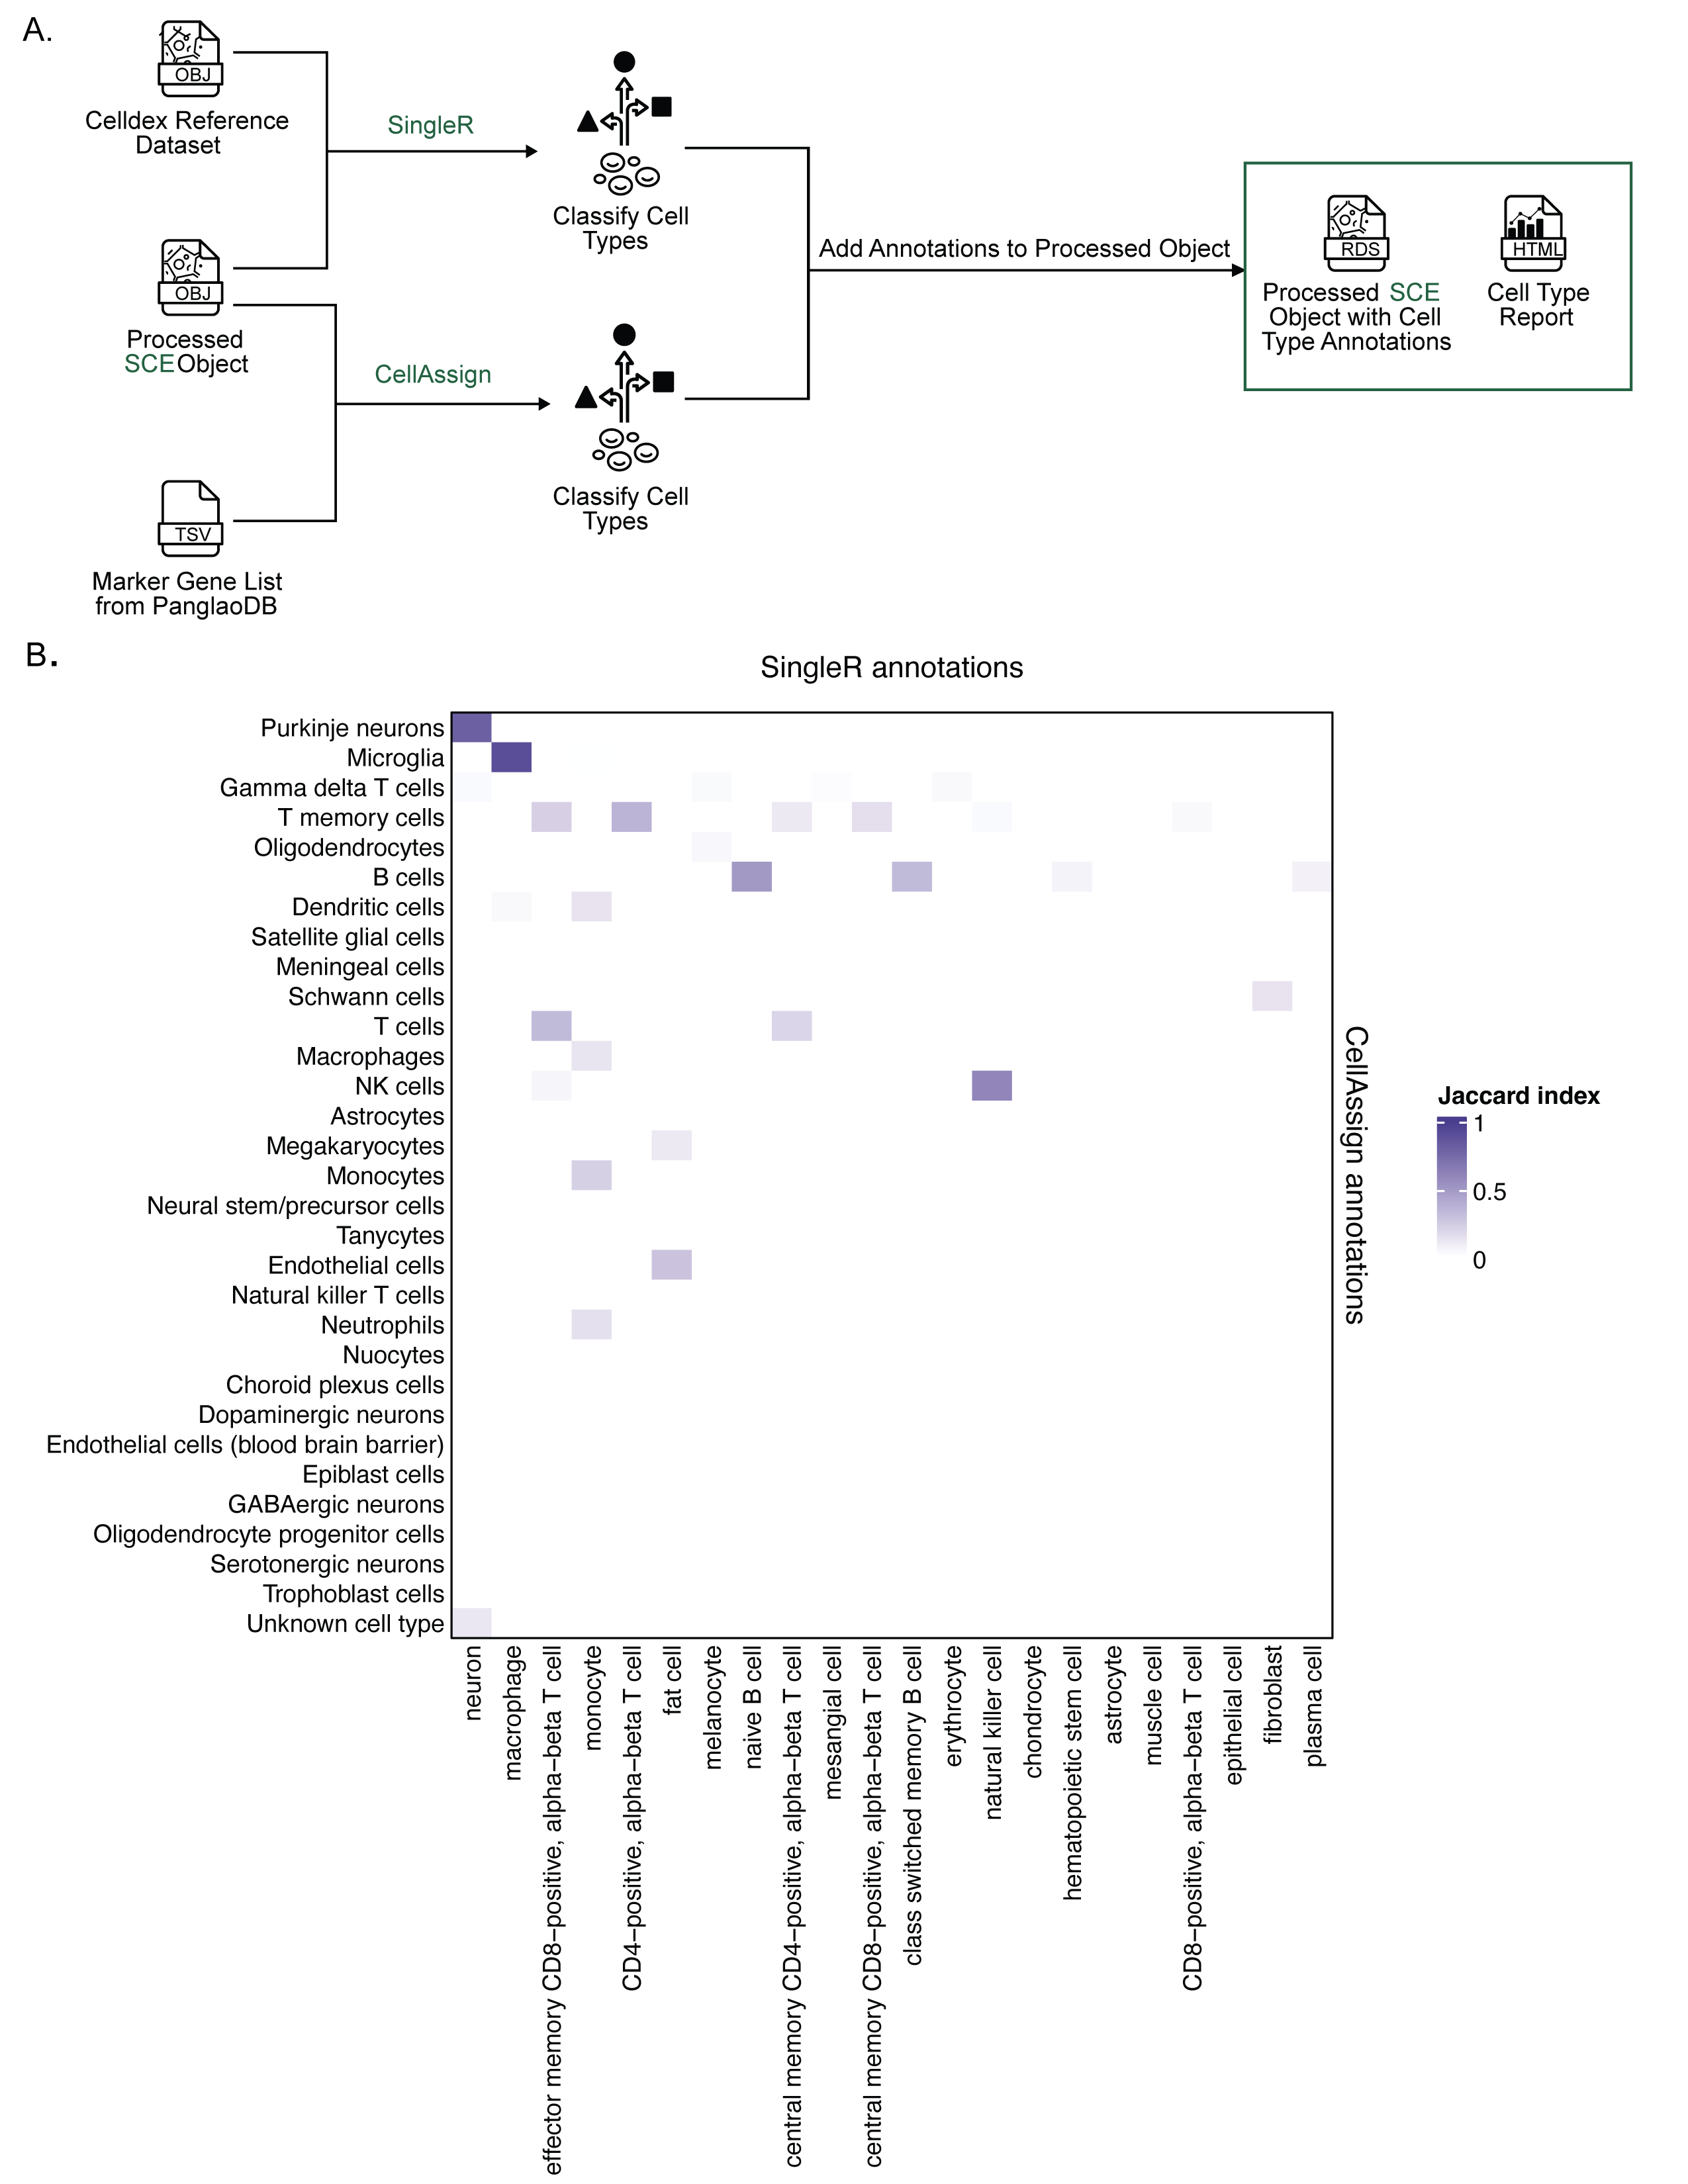 A.
OBJ
Celldex Reference
Dataset
SingleR
Classify Cell
Types
OBJ
Processed
SCE Object
CellAssign
Classify Cell
Types
TSV
Marker Gene List
from PanglaoDB
Add Annotations to Processed Object
RDS
Processed SCE
Object with Cell
Type Annotations
HTML
Cell Type
Report
B.
SingleR annotations
Purkinje neurons
Microglia
Gamma delta T cells
T memory cells
Oligodendrocytes
B cells
Dendritic cells
Satellite glial cells
Meningeal cells
Schwann cells
T cells
Macrophages
NK cells
Astrocytes
Megakaryocytes
Monocytes
Neural stem/precursor cells
Tanycytes
Endothelial cells
Natural killer T cells
Neutrophils
Nuocytes
Choroid plexus cells
Dopaminergic neurons
Endothelial cells (blood brain barrier)
Epiblast cells
GABAergic neurons
Oligodendrocyte progenitor cells
Serotonergic neurons
Trophoblast cells
Unknown cell type
CellAssign annotations
Jaccard index
1
0.5
0
neuron
macrophage
effector memory CD8−positive, alpha−beta T cell
monocyte
CD4−positive, alpha−beta T cell
fat cell
melanocyte
naive B cell
central memory CD4−positive, alpha−beta T cell
mesangial cell
central memory CD8−positive, alpha−beta T cell
class switched memory B cell
erythrocyte
natural killer cell
chondrocyte
hematopoietic stem cell
astrocyte
muscle cell
CD8−positive, alpha−beta T cell
epithelial cell
fibroblast
plasma cell